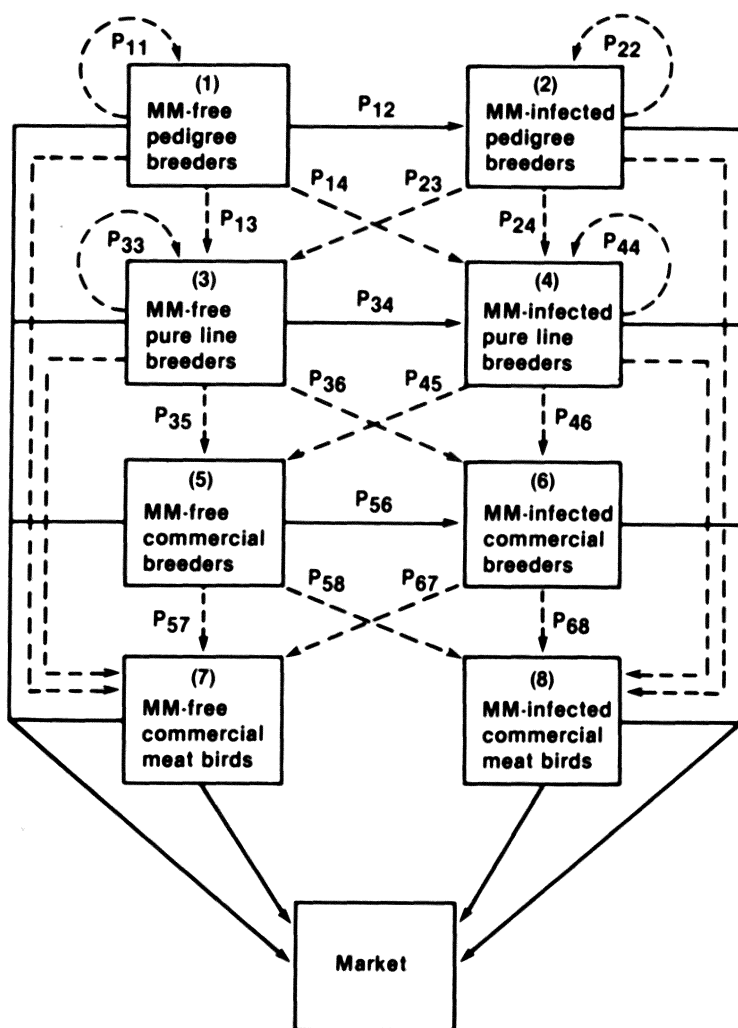 P11
P22
(1)
MM-free
pedigree
breeders
P12
(2)
MM-infected
pedigree
breeders
P14
P23
P13
P24
P33
P44
(3)
MM-free
pure line
breeders
P34
(4)
MM-infected
pure line
breeders
P36
P45
P35
P46
(5)
MM-free
commercial
breeders
P56
(6)
MM-infected
commercial
breeders
P58
P67
P57
P68
(7)
MM-free
commercial
meat birds
(8)
MM-infected
commercial
meat birds
Market